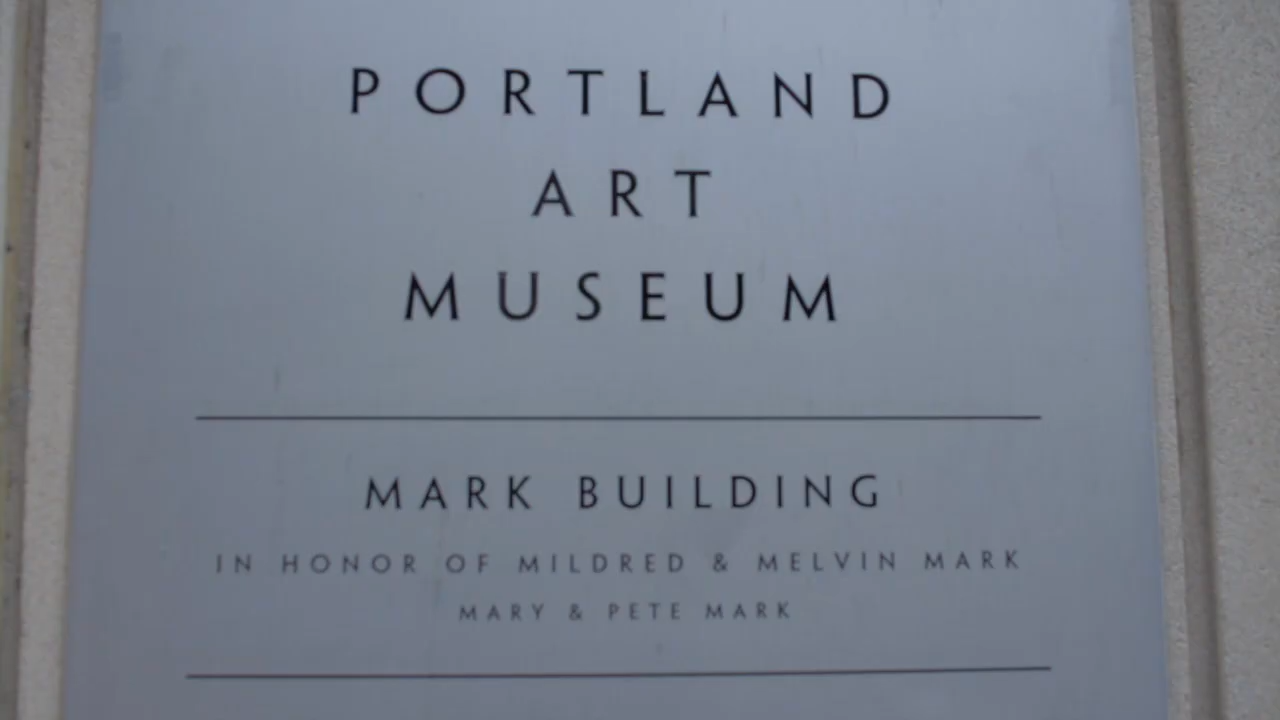 PORTLAND
ART
MUSEUM
MARK BUILDING
IN HONOR OF MILDRED & MELVIN MARK
MARY & PETE MARK